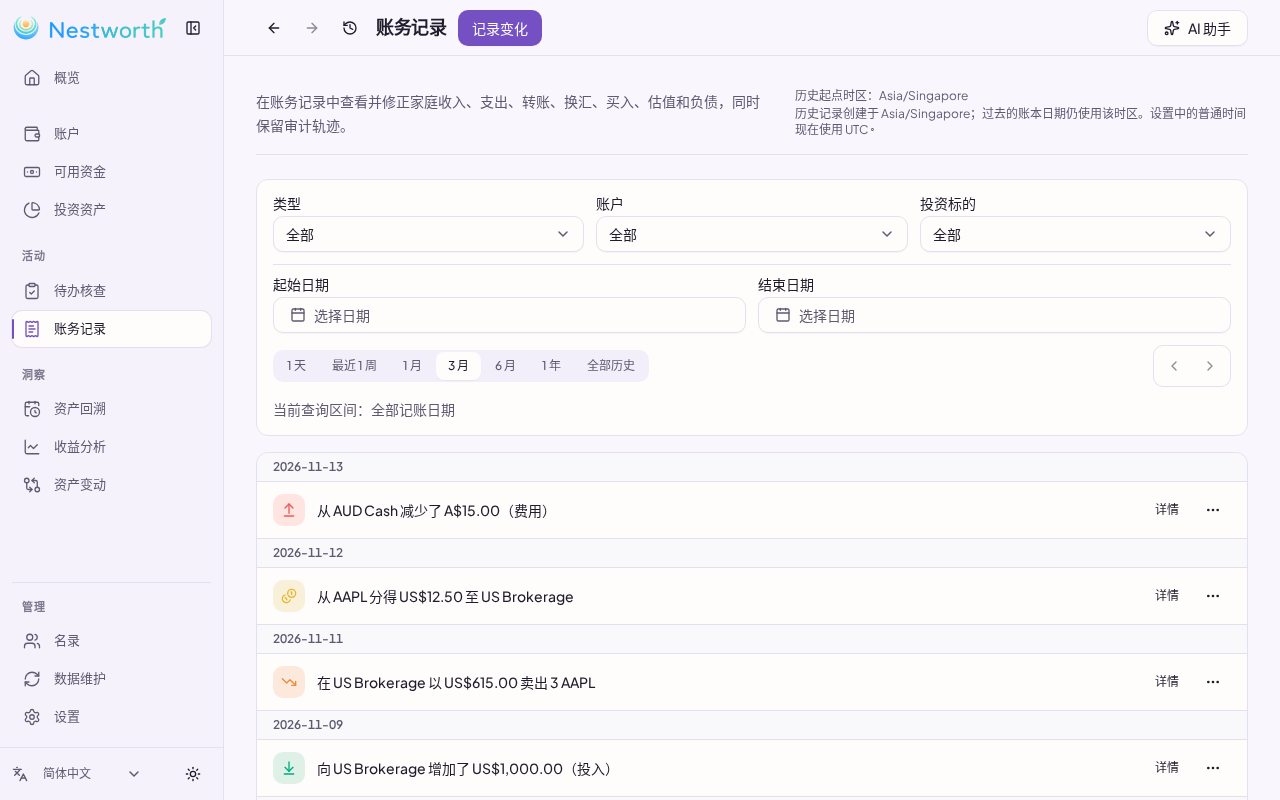 Nestworth
概览
账户
可用资金
投资资产
活动
待办核查
账务记录
洞察
资产回溯
收益分析
资产变动
管理
名录
数据维护
设置
简体中文
账务记录
记录变化
AI 助手
在账务记录中查看并修正家庭收入、支出、转账、换汇、买入、估值和负债，同时
保留审计轨迹。
历史起点时区：Asia/Singapore
历史记录创建于 Asia/Singapore；过去的账本日期仍使用该时区。设置中的普通时间
现在使用 UTC。
类型
账户
投资标的
全部
全部
全部
起始日期
结束日期
选择日期
选择日期
1 天
最近 1 周
1 月
3 月
6 月
1 年
全部历史
当前查询区间：全部记账日期
2026-11-13
从 AUD Cash 减少了 A$15.00（费用）
详情
2026-11-12
从 AAPL 分得 US$12.50 至 US Brokerage
详情
2026-11-11
在 US Brokerage 以 US$615.00 卖出 3 AAPL
详情
2026-11-09
向 US Brokerage 增加了 US$1,000.00（投入）
详情